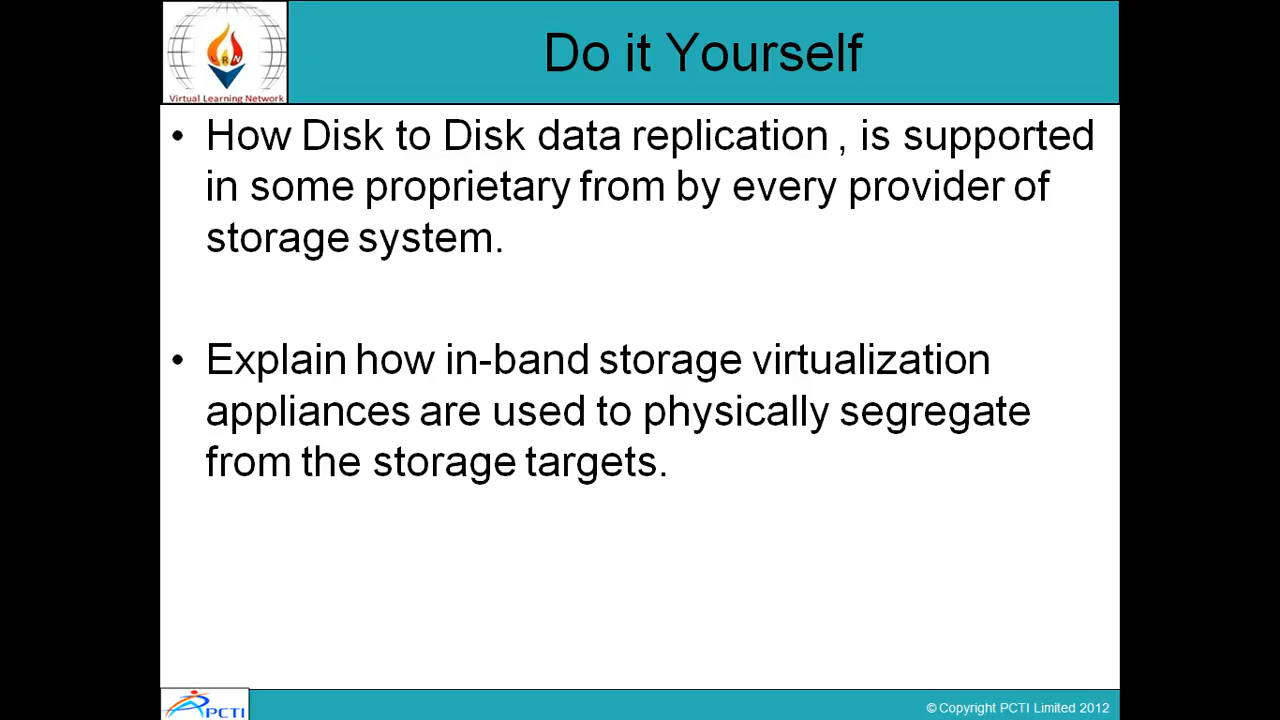 Do it Yourself
LRN
Virtual Learning Network
• How Disk to Disk data replication , is supported
in some proprietary from by every provider of
storage system.
• Explain how in-band storage virtualization
appliances are used to physically segregate
from the storage targets.
PCTI
© Copyright PCTI Limited 2012